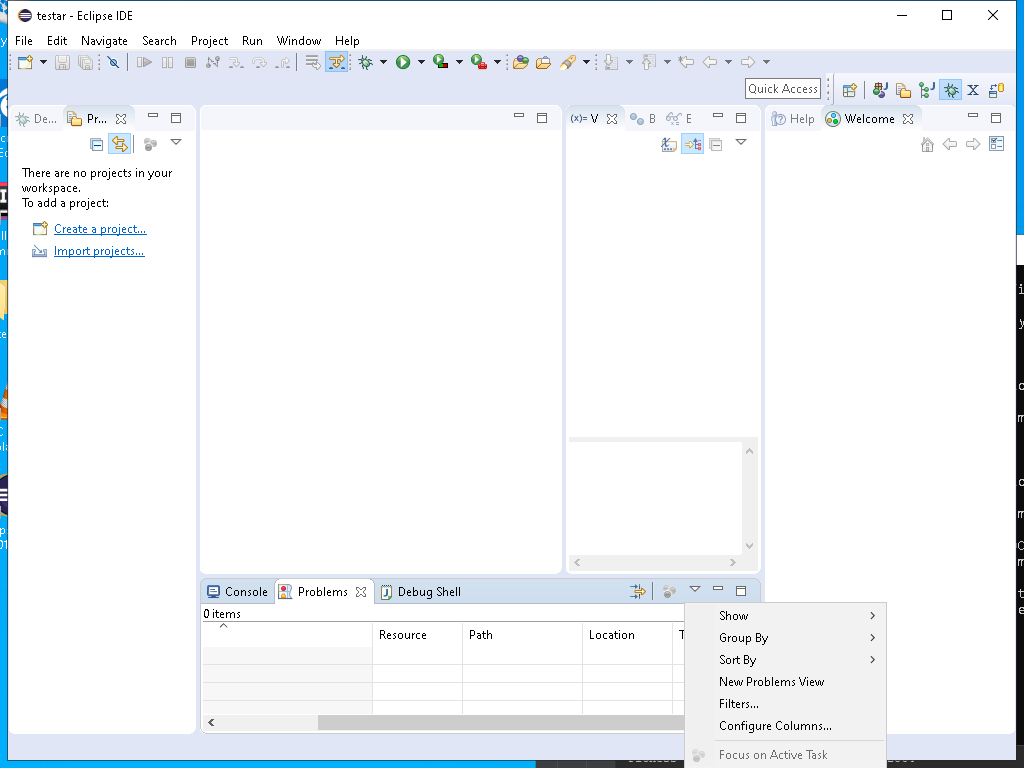 testar - Eclipse IDE
File Edit Navigate Search Project Run Window Help
Quick Access
De... Pr... (x)= V B E Help Welcome
There are no projects in your
workspace.
To add a project:
Create a project...
Import projects...
Console Problems Debug Shell
0 items
Resource Path Location T
Show
Group By
Sort By
New Problems View
Filters...
Configure Columns...
Focus on Active Task